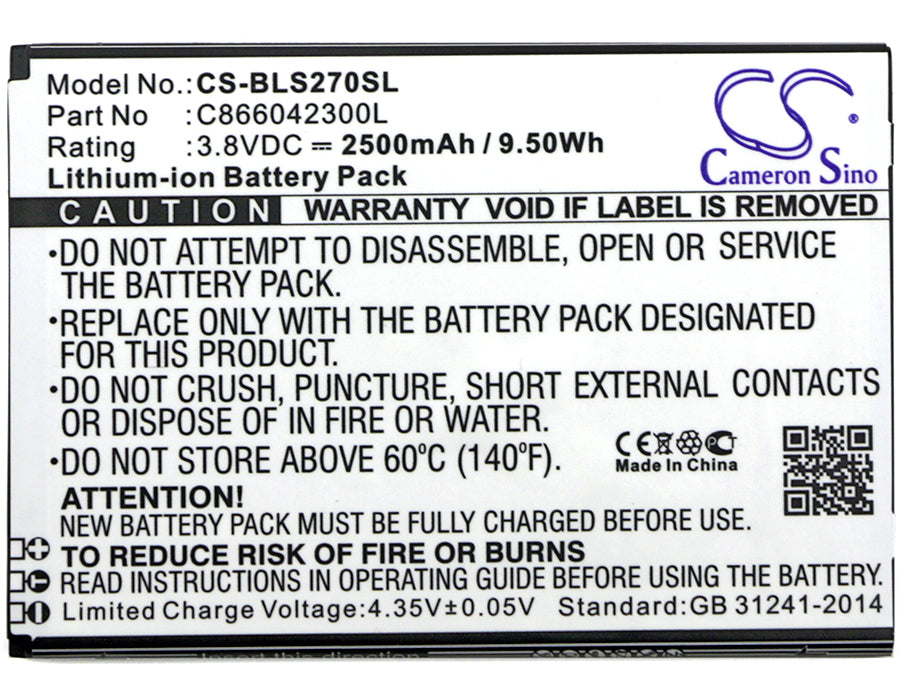 Model No.:CS-BLS270SL
Part No :C866042300L
Rating :3.8VDC ⎓ 2500mAh / 9.50Wh
Lithium-ion Battery Pack
CS
®
Cameron Sino
CAUTION WARRANTY VOID IF LABEL IS REMOVED
•DO NOT ATTEMPT TO DISASSEMBLE, OPEN OR SERVICE
THE BATTERY PACK.
•REPLACE ONLY WITH THE BATTERY PACK DESIGNATED
FOR THIS PRODUCT.
•DO NOT CRUSH, PUNCTURE, SHORT EXTERNAL CONTACTS
OR DISPOSE OF IN FIRE OR WATER.
•DO NOT STORE ABOVE 60°C (140°F).
CE PCT
Made In China
ATTENTION!
NEW BATTERY PACK MUST BE FULLY CHARGED BEFORE USE.
TO REDUCE RISK OF FIRE OR BURNS
READ INSTRUCTIONS IN OPERATING GUIDE BEFORE USING THE BATTERY.
Limited Charge Voltage:4.35V±0.05V Standard:GB 31241-2014